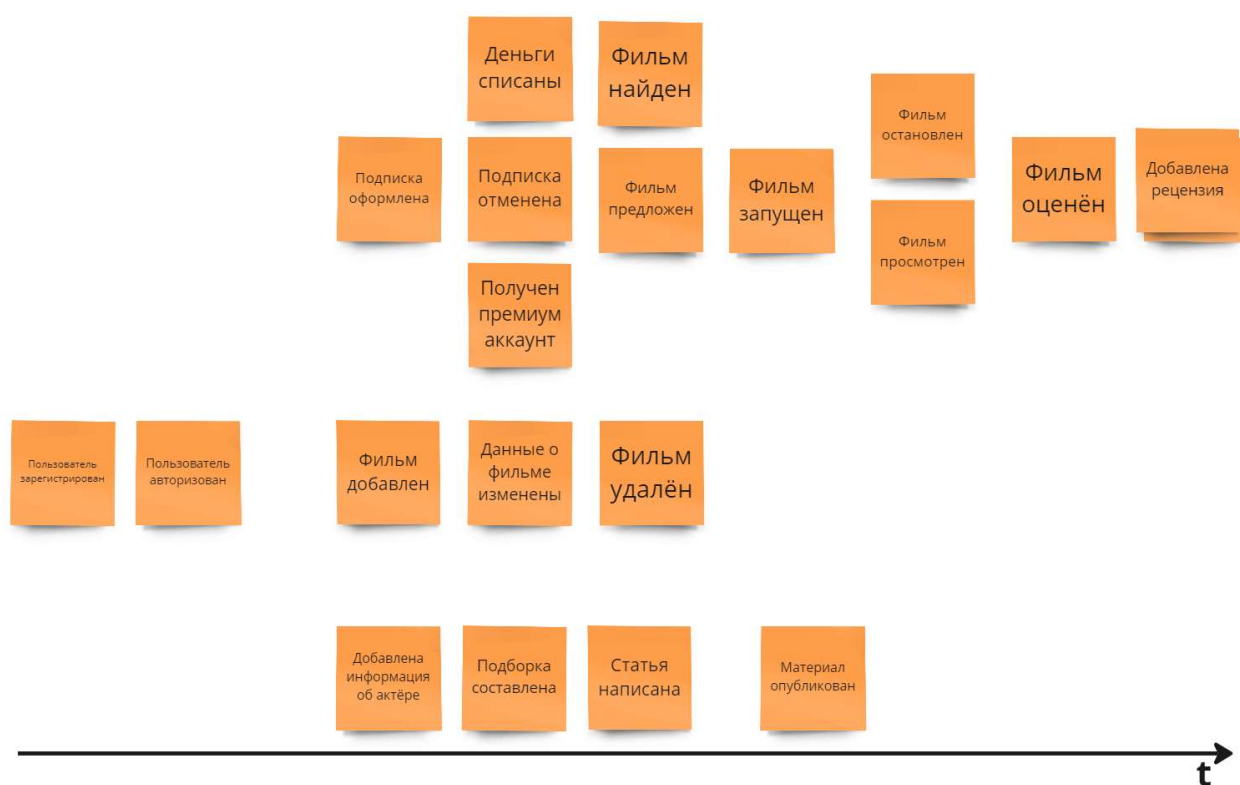 Деньги
списаны
Фильм
найден
Подписка
оформлена
Подписка
отменена
Фильм
предложен
Фильм
запущен
Фильм
остановлен
Фильм
просмотрен
Фильм
оценён
Добавлена
рецензия
Получен
премиум
аккаунт
Пользователь
зарегистрирован
Пользователь
авторизован
Фильм
добавлен
Данные о
фильме
изменены
Фильм
удалён
Добавлена
информация
об актёре
Подборка
составлена
Статья
написана
Материал
опубликован
t